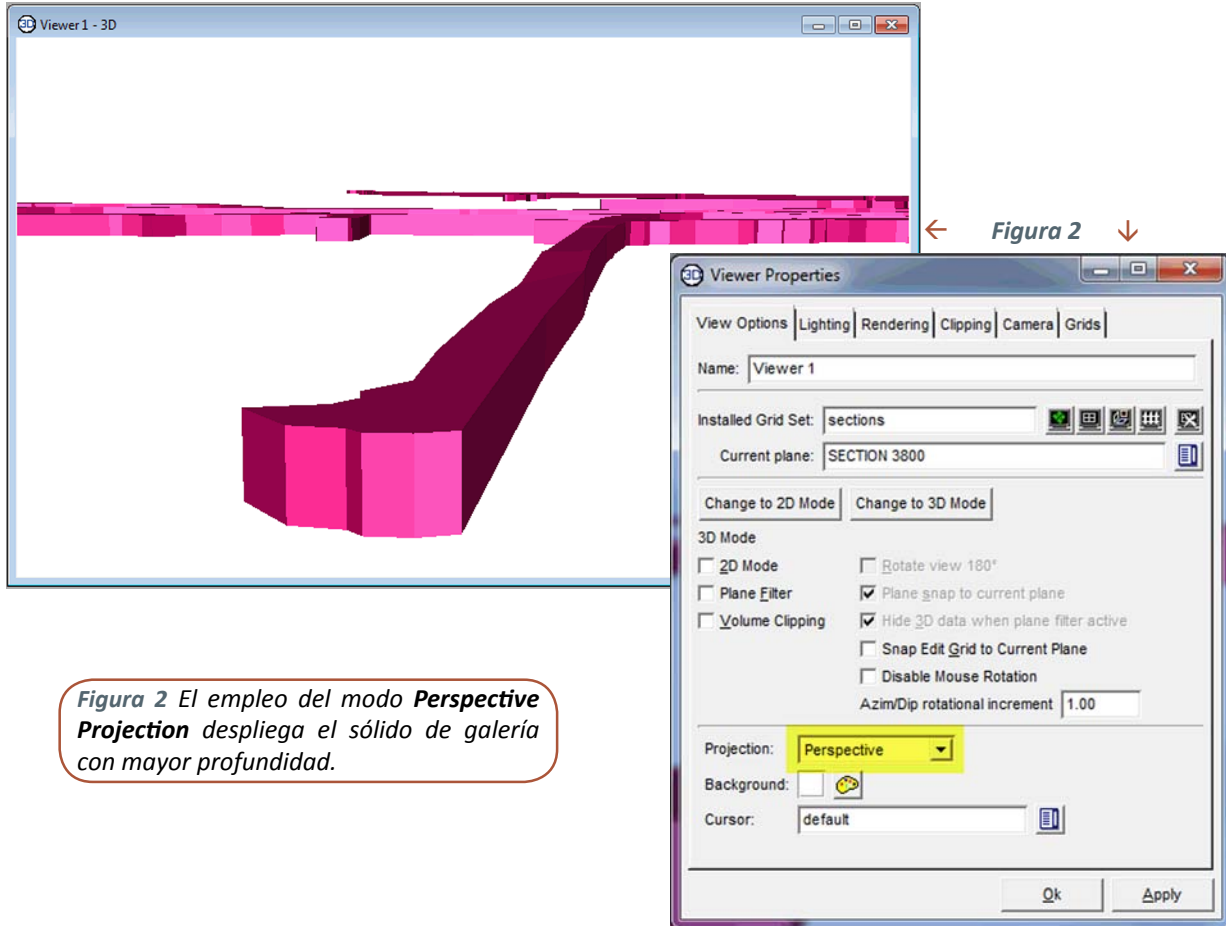 3D Viewer 1 - 3D
← Figura 2 ↓
3D Viewer Properties
View Options Lighting Rendering Clipping Camera Grids
Name: Viewer 1
Installed Grid Set: sections
Current plane: SECTION 3800
Change to 2D Mode Change to 3D Mode
3D Mode
2D Mode Rotate view 180°
Plane Filter Plane snap to current plane
Volume Clipping Hide 3D data when plane filter active
Snap Edit Grid to Current Plane
Disable Mouse Rotation
Azim/Dip rotational increment 1.00
Projection: Perspective
Background:
Cursor: default
Ok Apply
Figura 2 El empleo del modo Perspective
Projection despliega el sólido de galería
con mayor profundidad.